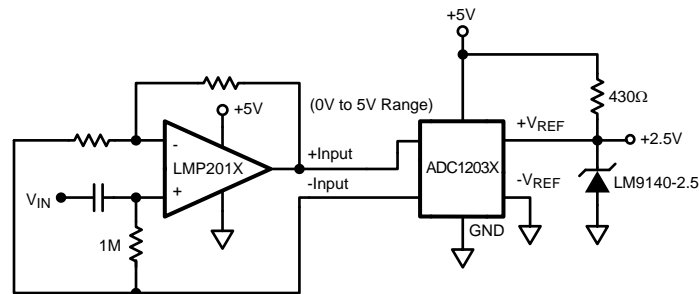 +5V
+5V
(0V to 5V Range)
430Ω
+VREF
+2.5V
-
LMP201X
+Input
ADC1203X
+
-Input
-VREF
LM9140-2.5
VIN
GND
1M